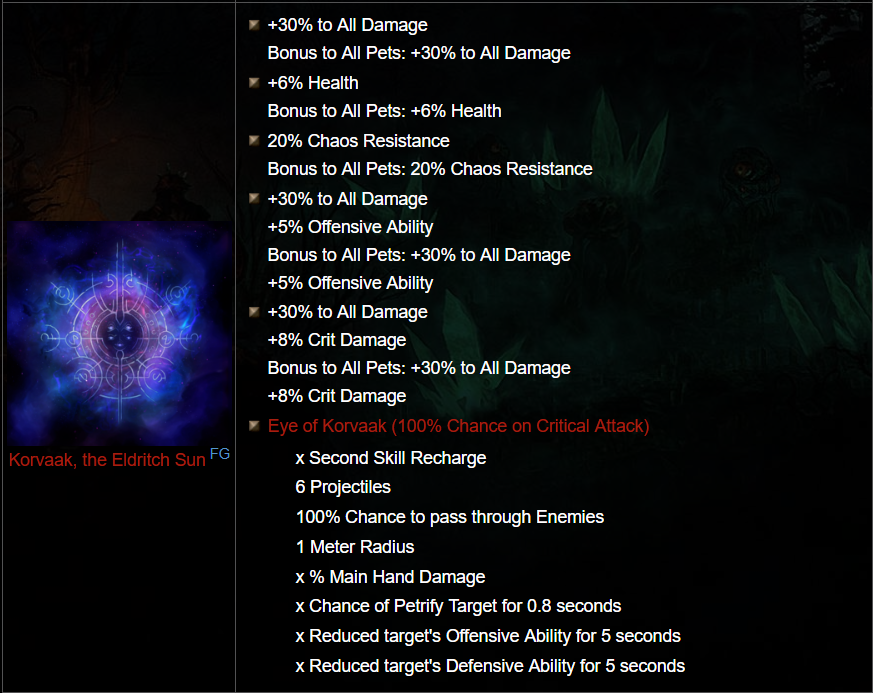 +30% to All Damage
Bonus to All Pets: +30% to All Damage
+6% Health
Bonus to All Pets: +6% Health
20% Chaos Resistance
Bonus to All Pets: 20% Chaos Resistance
+30% to All Damage
+5% Offensive Ability
Bonus to All Pets: +30% to All Damage
+5% Offensive Ability
+30% to All Damage
+8% Crit Damage
Bonus to All Pets: +30% to All Damage
+8% Crit Damage
Eye of Korvaak (100% Chance on Critical Attack)
x Second Skill Recharge
6 Projectiles
100% Chance to pass through Enemies
1 Meter Radius
x % Main Hand Damage
x Chance of Petrify Target for 0.8 seconds
x Reduced target's Offensive Ability for 5 seconds
x Reduced target's Defensive Ability for 5 seconds
Korvaak, the Eldritch Sun FG